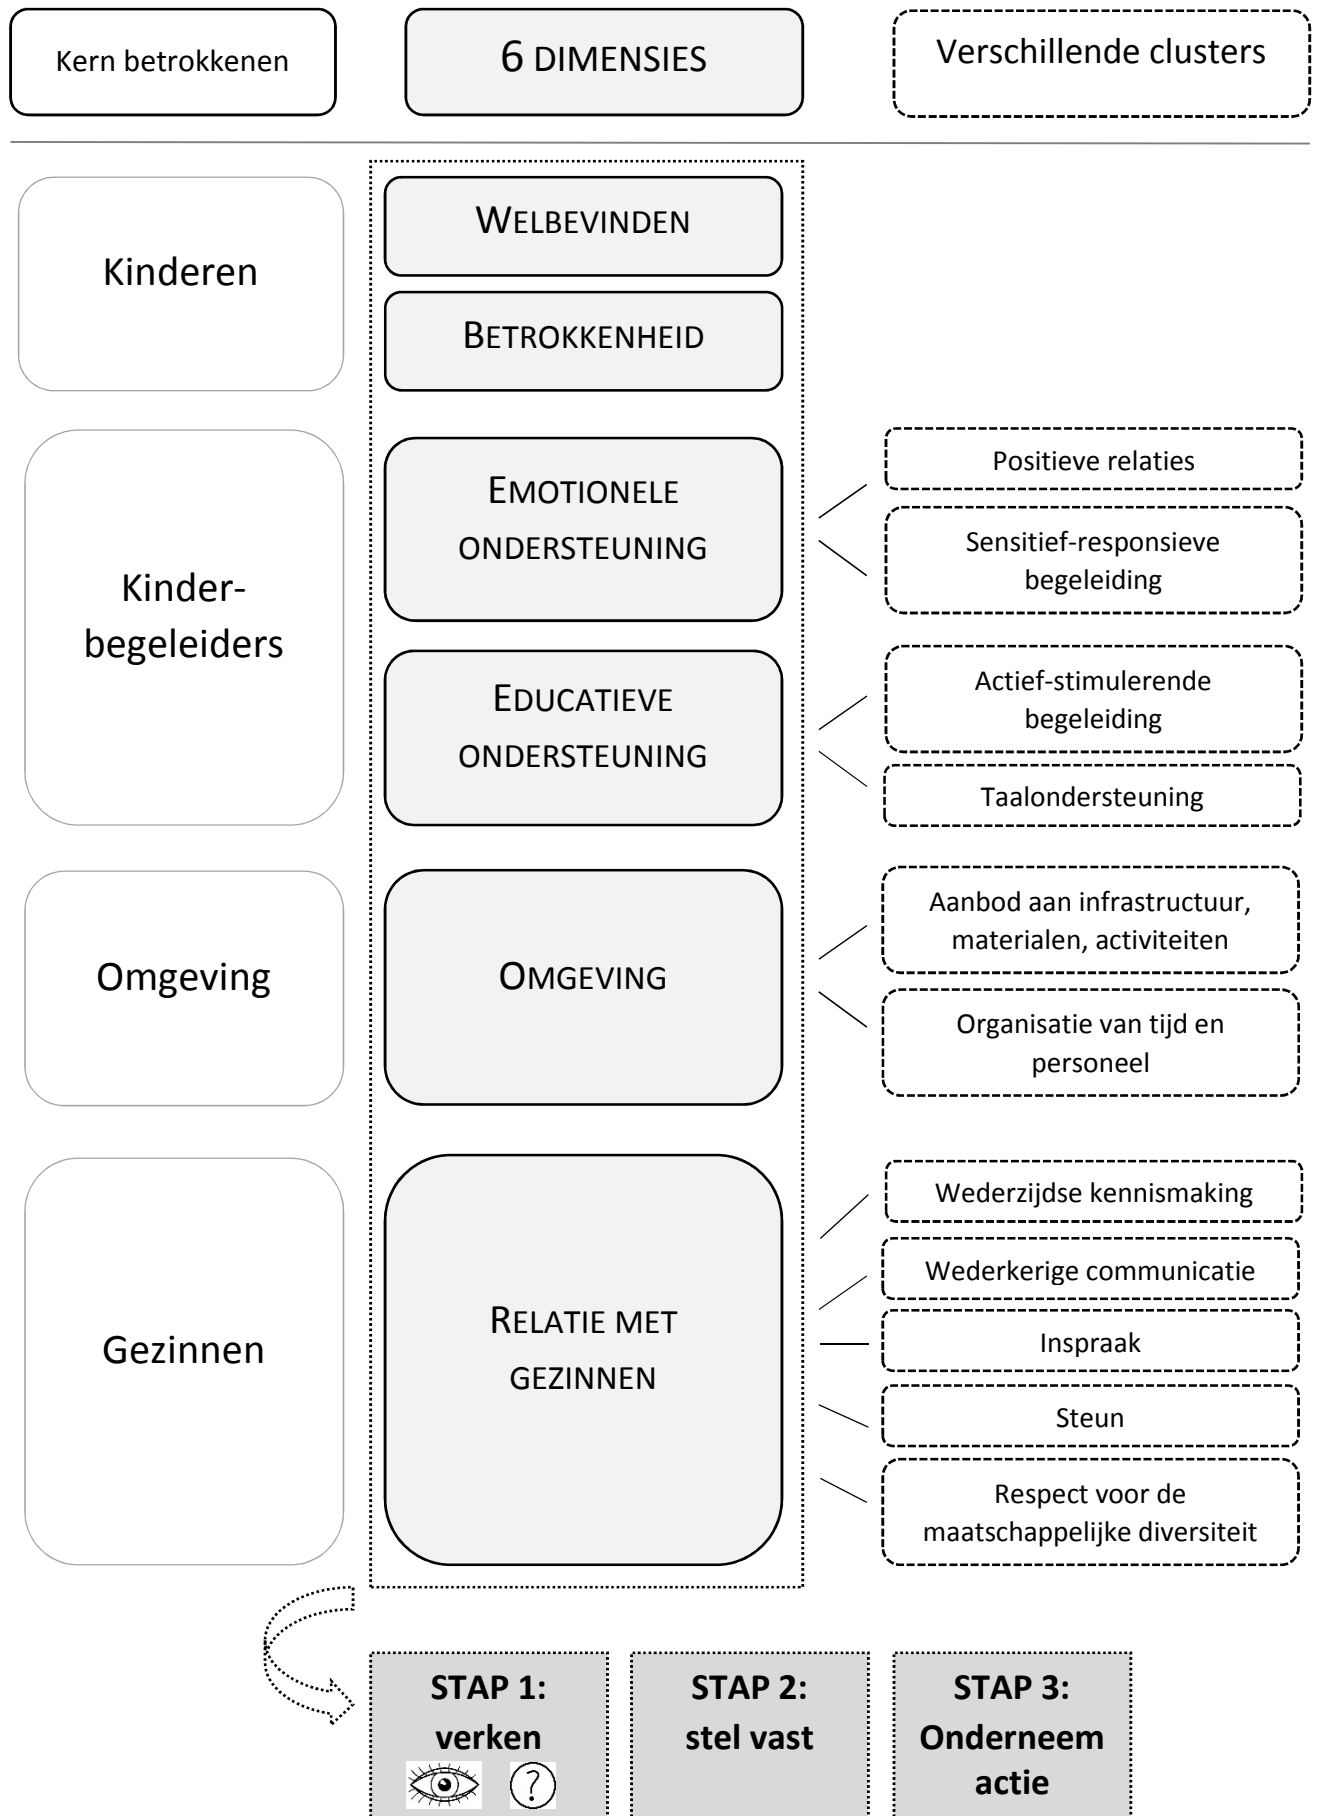 Kern betrokkenen
6 DIMENSIES
Verschillende clusters
Kinderen
WELBEVINDEN
BETROKKENHEID
Kinder-
begeleiders
EMOTIONELE
ONDERSTEUNING
Positieve relaties
Sensitief-responsieve
begeleiding
EDUCATIEVE
ONDERSTEUNING
Actief-stimulerende
begeleiding
Taalondersteuning
Omgeving
OMGEVING
Aanbod aan infrastructuur,
materialen, activiteiten
Organisatie van tijd en
personeel
Gezinnen
RELATIE MET
GEZINNEN
Wederzijdse kennismaking
Wederkerige communicatie
Inspraak
Steun
Respect voor de
maatschappelijke diversiteit
STAP 1:
verken
?
STAP 2:
stel vast
STAP 3:
Onderneem
actie